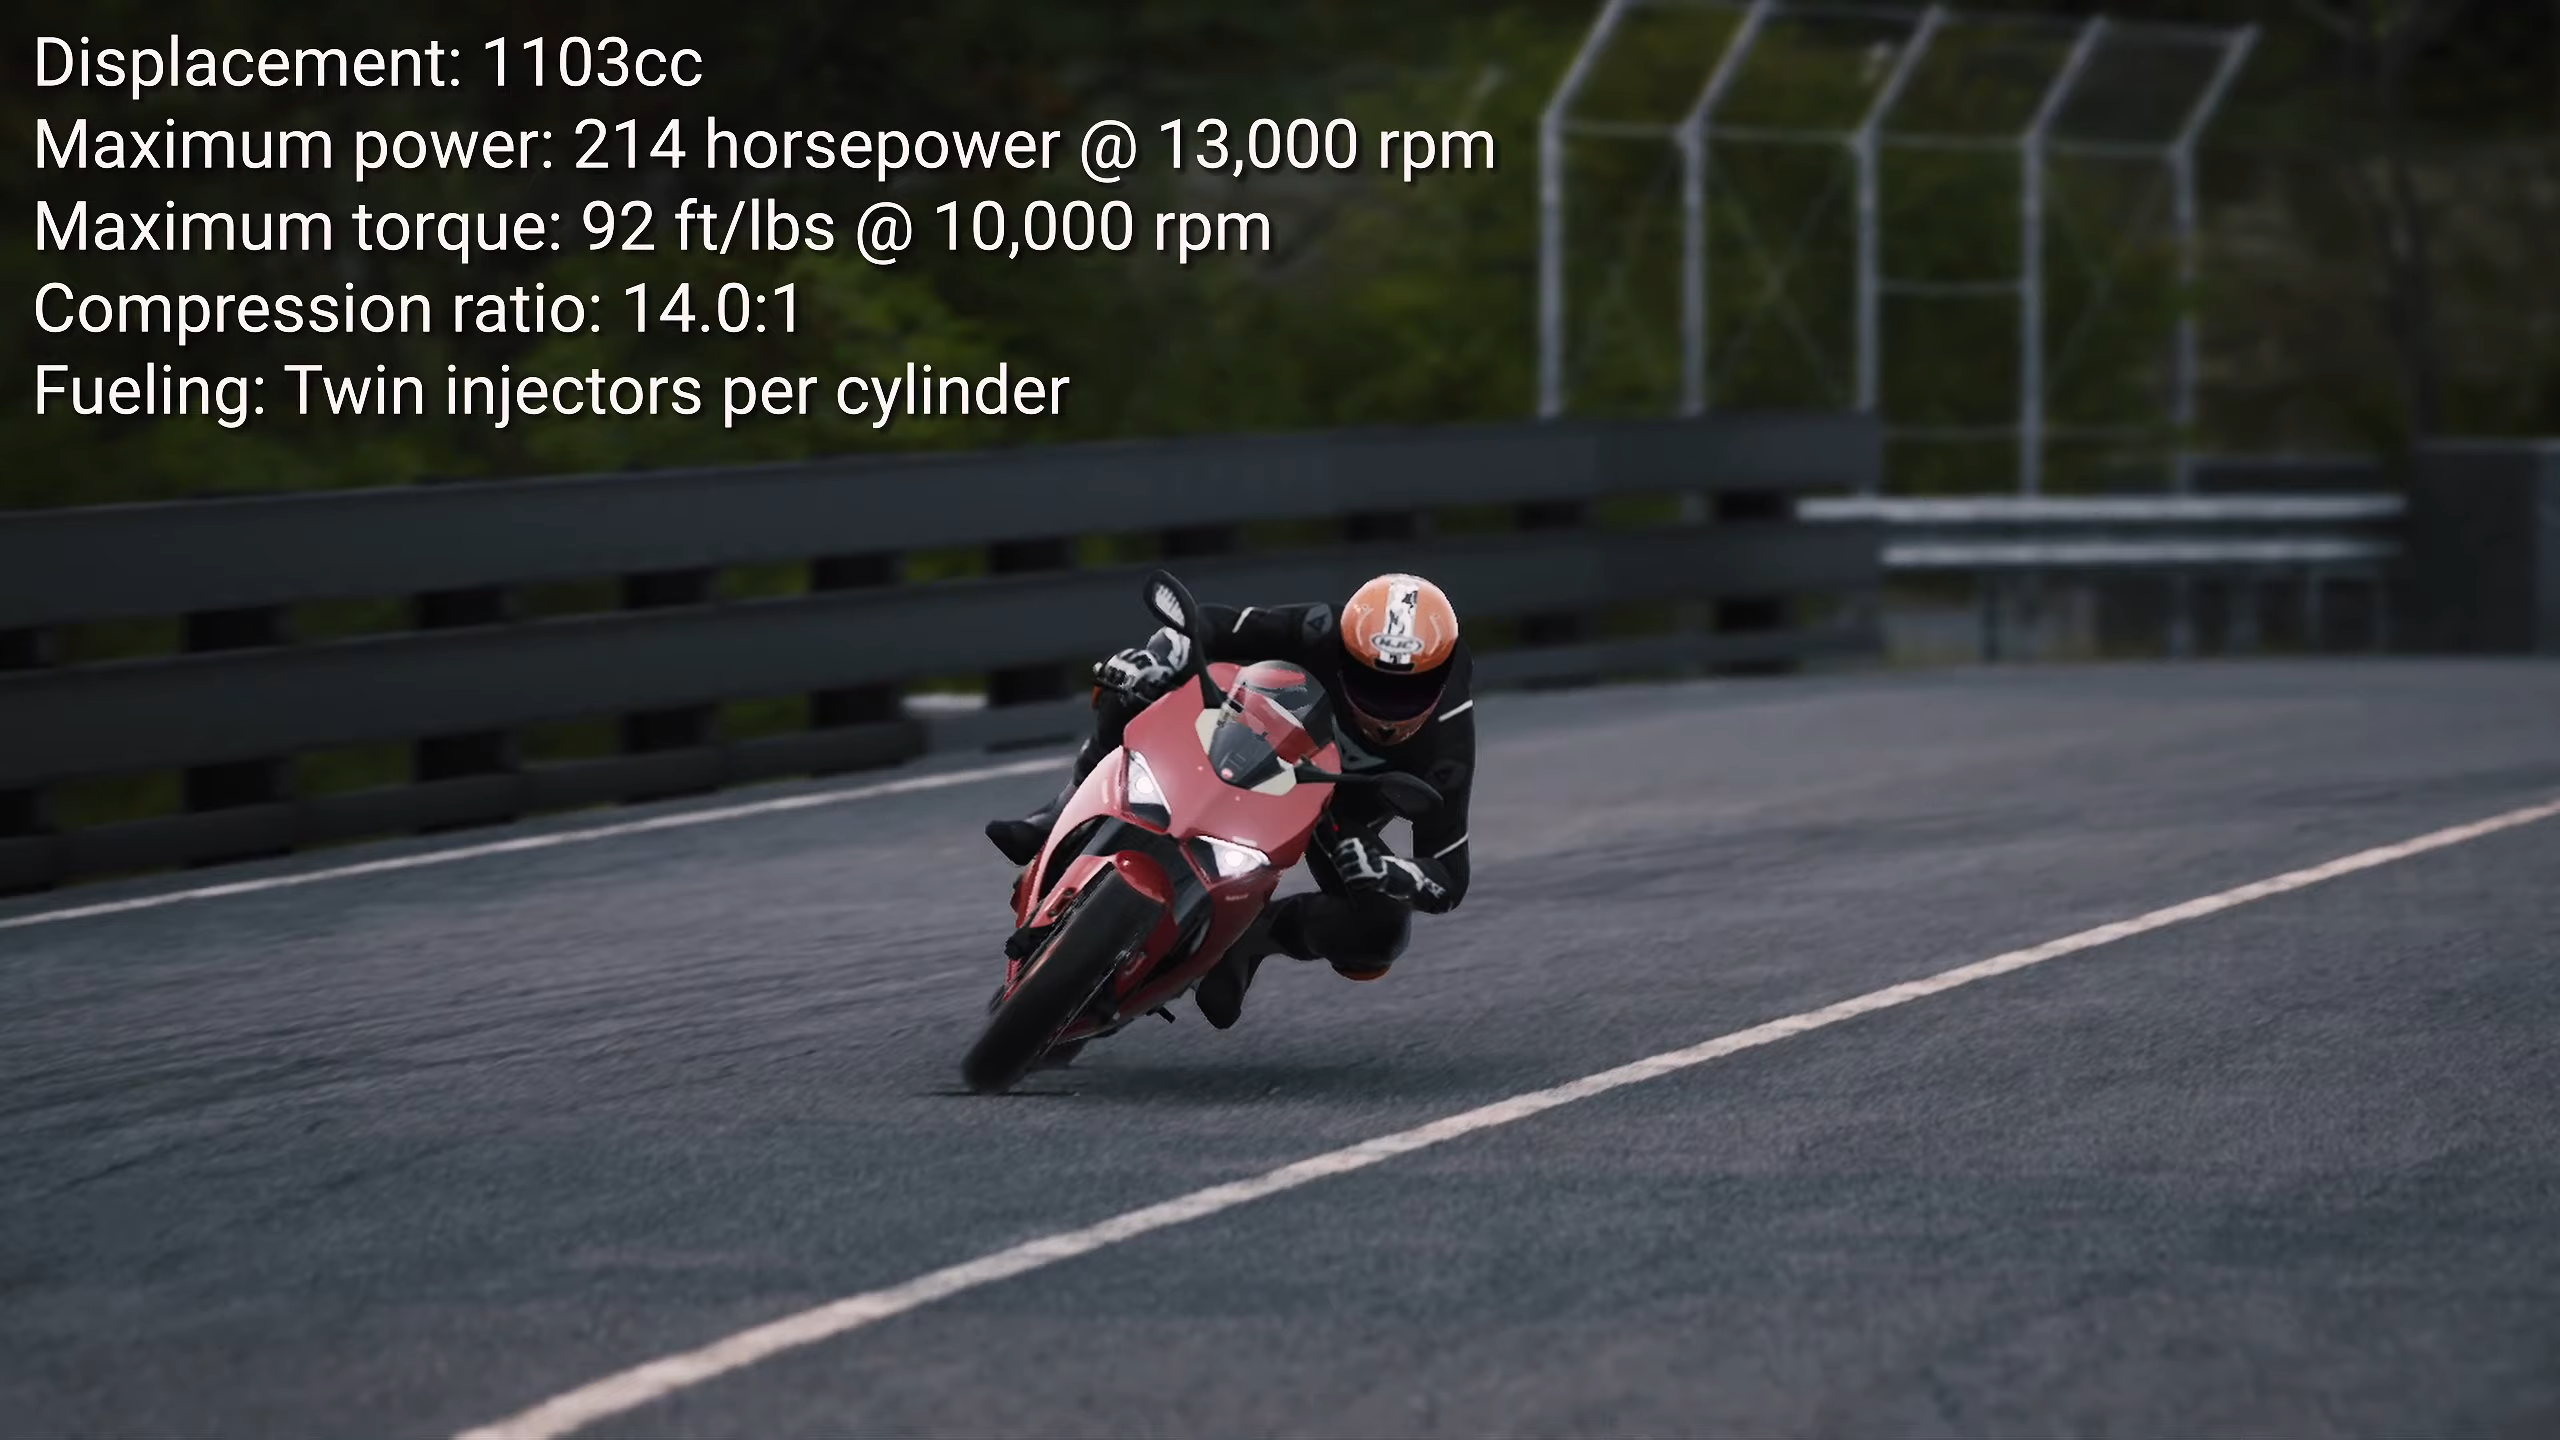 Displacement: 1103cc
Maximum power: 214 horsepower @ 13,000 rpm
Maximum torque: 92 ft/lbs @ 10,000 rpm
Compression ratio: 14.0:1
Fueling: Twin injectors per cylinder
HJC